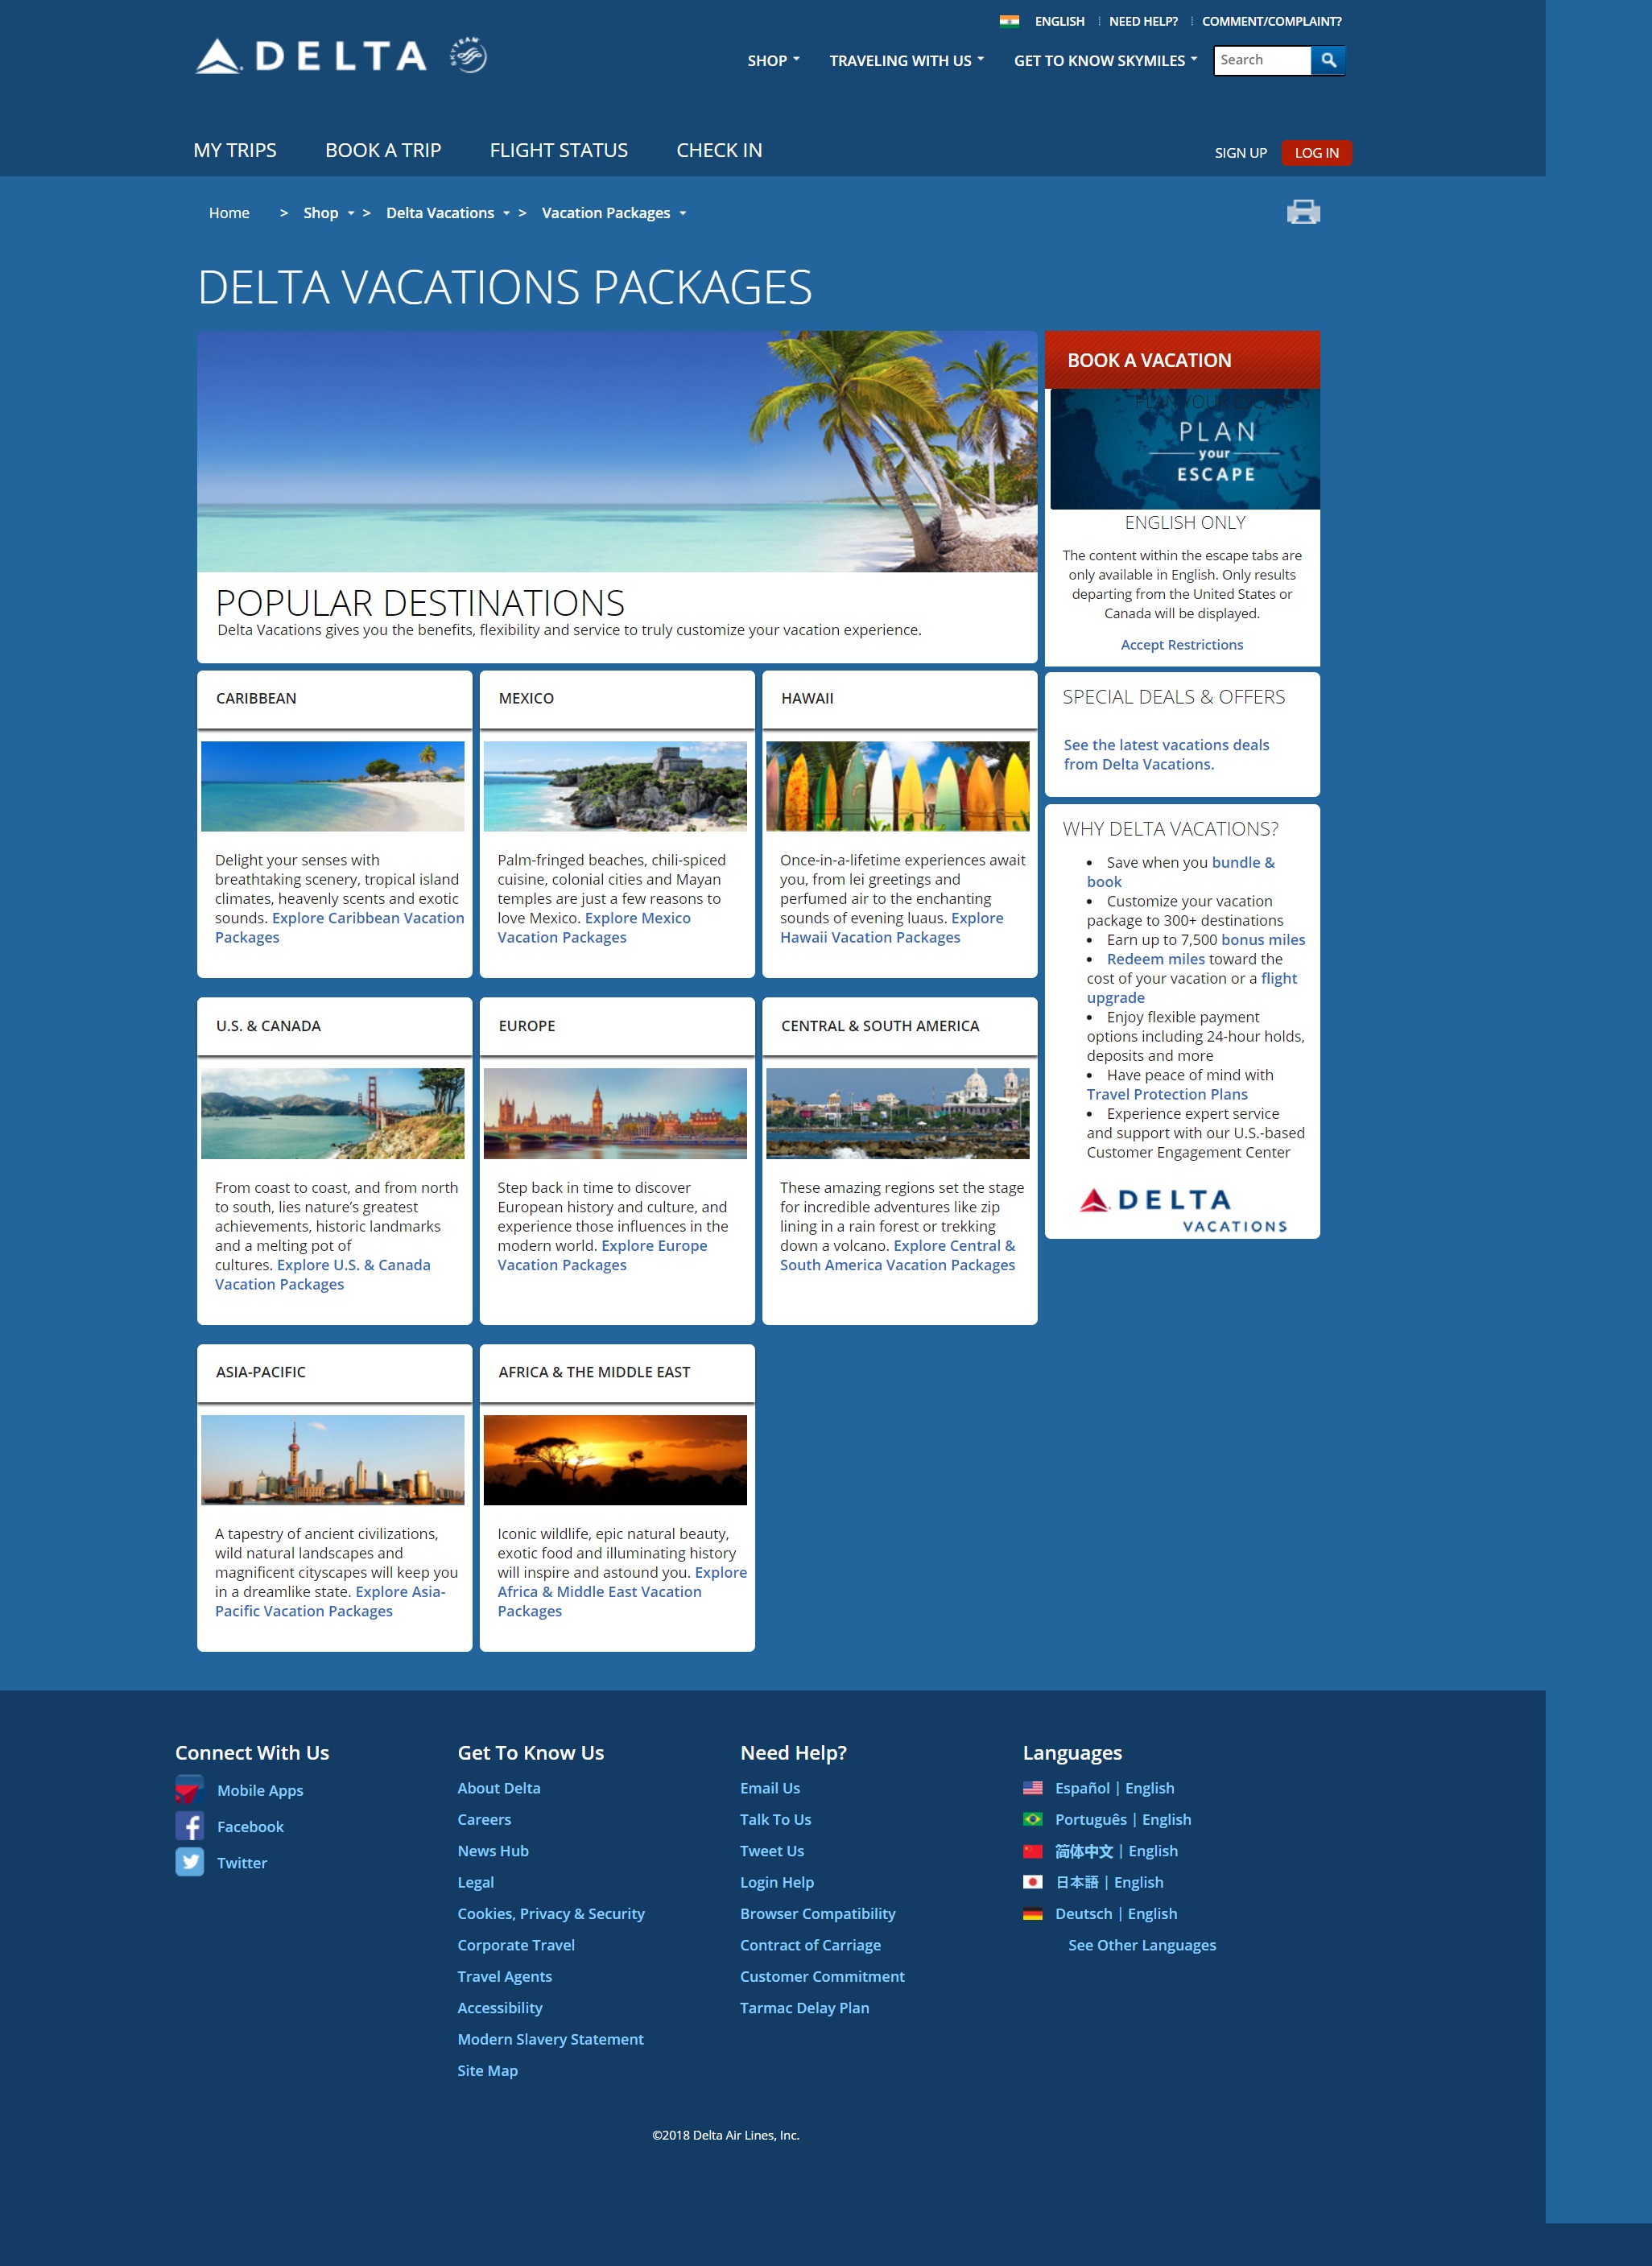 ENGLISH
NEED HELP?
COMMENT/COMPLAINT?
DELTA
SKYTEAM
SHOP
TRAVELING WITH US
GET TO KNOW SKYMILES
Search
MY TRIPS
BOOK A TRIP
FLIGHT STATUS
CHECK IN
SIGN UP
LOG IN
Home > Shop > Delta Vacations > Vacation Packages
DELTA VACATIONS PACKAGES
POPULAR DESTINATIONS
Delta Vacations gives you the benefits, flexibility and service to truly customize your vacation experience.
CARIBBEAN
Delight your senses with
breathtaking scenery, tropical island
climates, heavenly scents and exotic
sounds. Explore Caribbean Vacation
Packages
MEXICO
Palm-fringed beaches, chili-spiced
cuisine, colonial cities and Mayan
temples are just a few reasons to
love Mexico. Explore Mexico
Vacation Packages
HAWAII
Once-in-a-lifetime experiences await
you, from lei greetings and
perfumed air to the enchanting
sounds of evening luaus. Explore
Hawaii Vacation Packages
U.S. & CANADA
From coast to coast, and from north
to south, lies nature’s greatest
achievements, historic landmarks
and a melting pot of
cultures. Explore U.S. & Canada
Vacation Packages
EUROPE
Step back in time to discover
European history and culture, and
experience those influences in the
modern world. Explore Europe
Vacation Packages
CENTRAL & SOUTH AMERICA
These amazing regions set the stage
for incredible adventures like zip
lining in a rain forest or trekking
down a volcano. Explore Central &
South America Vacation Packages
ASIA-PACIFIC
A tapestry of ancient civilizations,
wild natural landscapes and
magnificent cityscapes will keep you
in a dreamlike state. Explore Asia-
Pacific Vacation Packages
AFRICA & THE MIDDLE EAST
Iconic wildlife, epic natural beauty,
exotic food and illuminating history
will inspire and astound you. Explore
Africa & Middle East Vacation
Packages
BOOK A VACATION
PLAN YOUR ESCAPE
PLAN
your
ESCAPE
ENGLISH ONLY
The content within the escape tabs are
only available in English. Only results
departing from the United States or
Canada will be displayed.
Accept Restrictions
SPECIAL DEALS & OFFERS
See the latest vacations deals
from Delta Vacations.
WHY DELTA VACATIONS?
• Save when you bundle &
book
• Customize your vacation
package to 300+ destinations
• Earn up to 7,500 bonus miles
• Redeem miles toward the
cost of your vacation or a flight
upgrade
• Enjoy flexible payment
options including 24-hour holds,
deposits and more
• Have peace of mind with
Travel Protection Plans
• Experience expert service
and support with our U.S.-based
Customer Engagement Center
DELTA
VACATIONS
Connect With Us
Mobile Apps
Facebook
Twitter
Get To Know Us
About Delta
Careers
News Hub
Legal
Cookies, Privacy & Security
Corporate Travel
Travel Agents
Accessibility
Modern Slavery Statement
Site Map
Need Help?
Email Us
Talk To Us
Tweet Us
Login Help
Browser Compatibility
Contract of Carriage
Customer Commitment
Tarmac Delay Plan
Languages
Español | English
Português | English
简体中文 | English
日本語 | English
Deutsch | English
See Other Languages
©2018 Delta Air Lines, Inc.